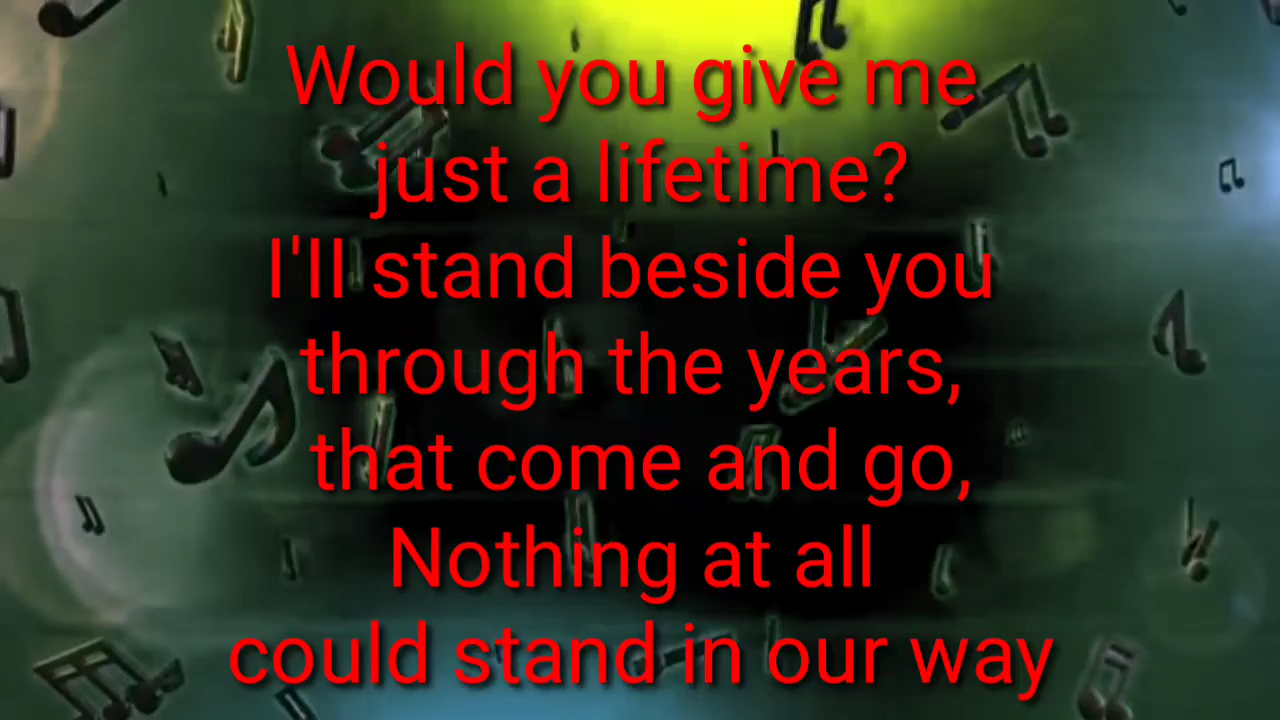 Would you give me
just a lifetime?
I'll stand beside you
through the years,
that come and go,
Nothing at all
could stand in our way